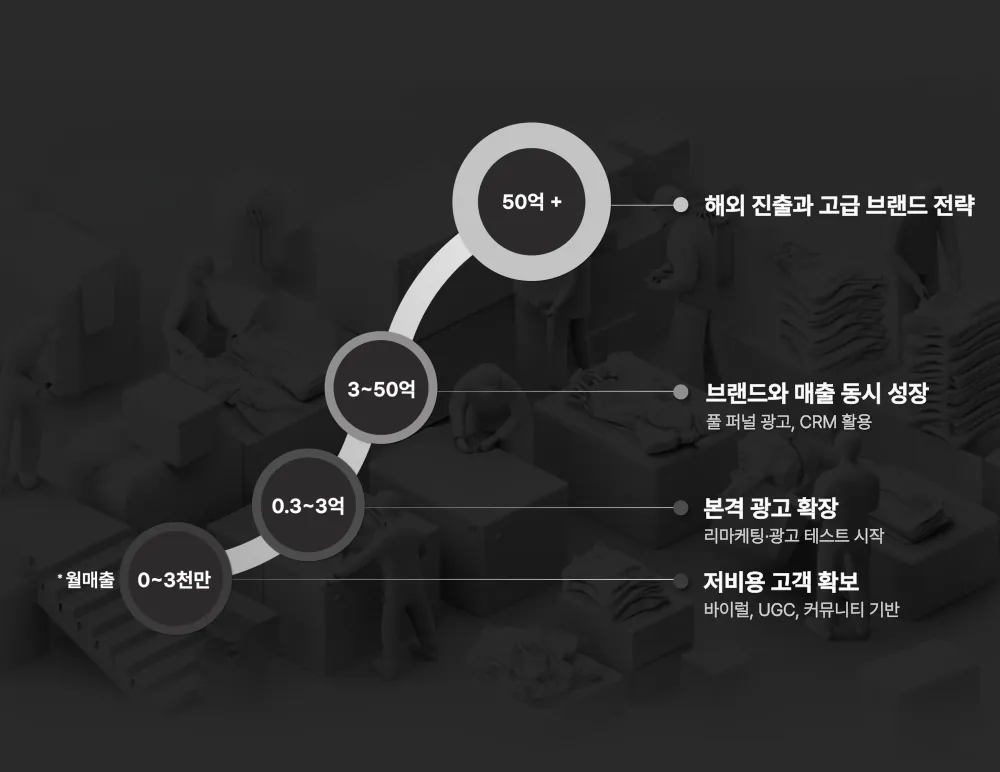 50억 +
해외 진출과 고급 브랜드 전략
3~50억
브랜드와 매출 동시 성장
풀 퍼널 광고, CRM 활용
0.3~3억
본격 광고 확장
리마케팅·광고 테스트 시작
*월매출
0~3천만
저비용 고객 확보
바이럴, UGC, 커뮤니티 기반